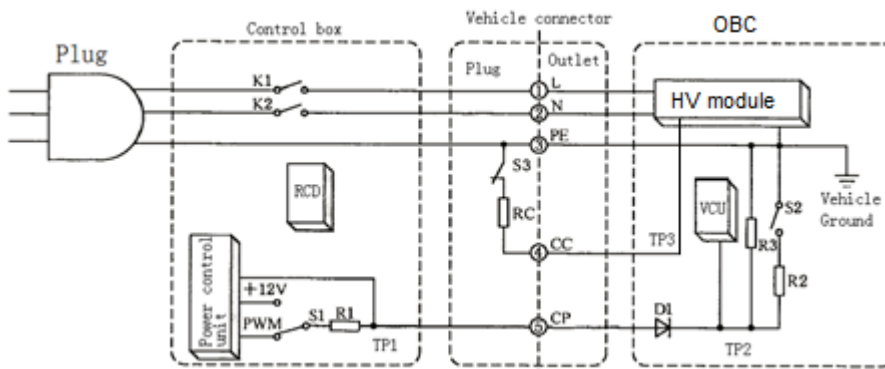 Vehicle connector
OBC
Control box
Plug
Plug
Outlet
K1
1
L
HV module
K2
2
N
3
PE
S3
RCD
VCU
S2
Vehicle
Ground
RC
R3
4
CC
TP3
R2
Power control
unit
+12V
S1
R1
D1
PWM
5
CP
TP1
TP2